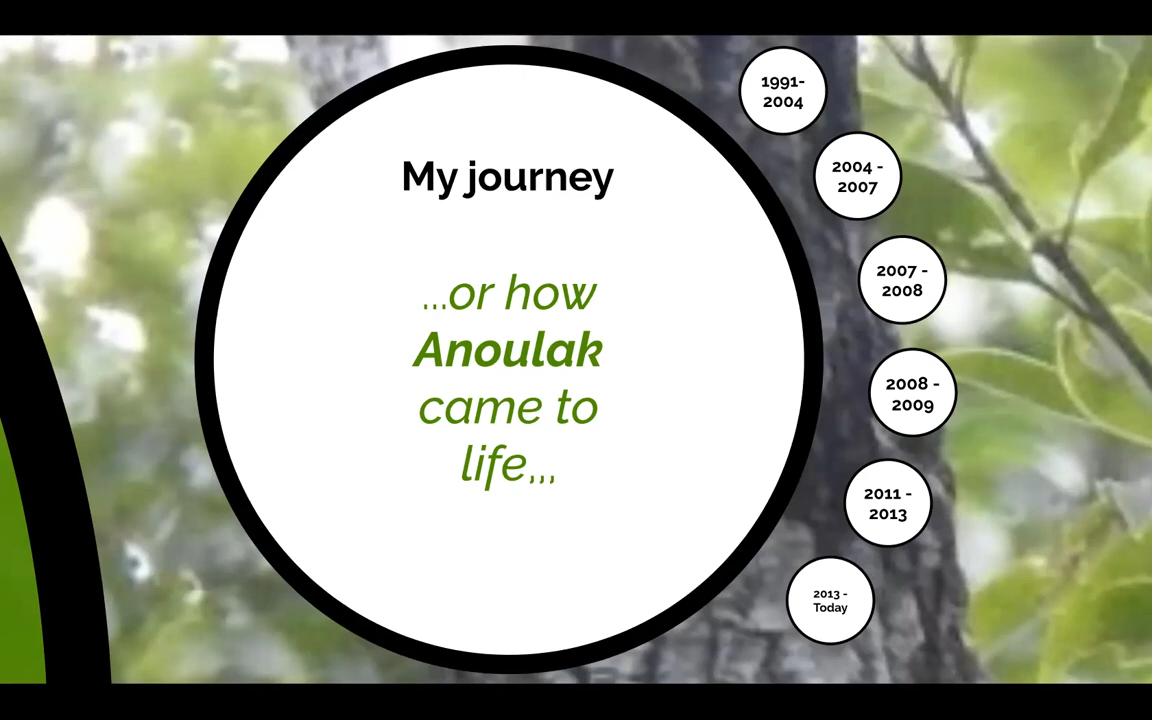 My journey
...or how
Anoulak
came to
life,,,
1991-
2004
2004 -
2007
2007 -
2008
2008 -
2009
2011 -
2013
2013 -
Today